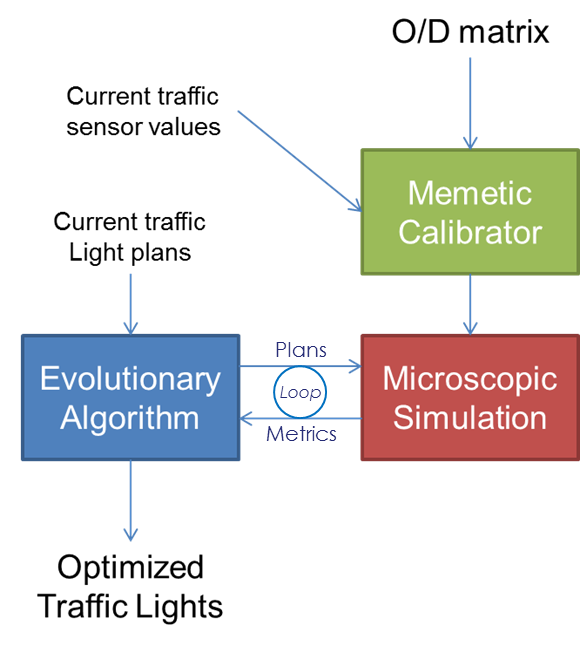 O/D matrix
Current traffic
sensor values
Memetic
Calibrator
Current traffic
Light plans
Evolutionary
Algorithm
Plans
Loop
Metrics
Microscopic
Simulation
Optimized
Traffic Lights